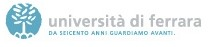 università di ferrara
DA SEICENTO ANNI GUARDIAMO AVANTI.